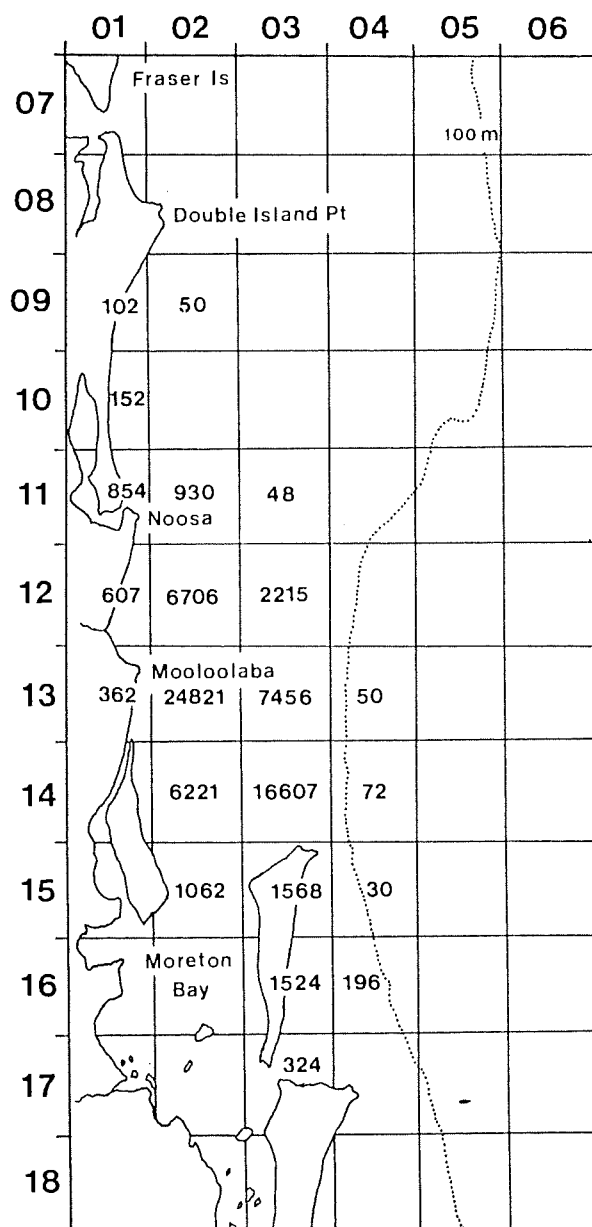 01 02 03 04 05 06
07 Fraser Is
100 m
08 Double Island Pt
09 102 50
10 152
11 854 930 48
Noosa
12 607 6706 2215
Mooloolaba
13 362 24821 7456 50
14 6221 16607 72
15 1062 1568 30
Moreton
16 1524 196
Bay
324
17
18